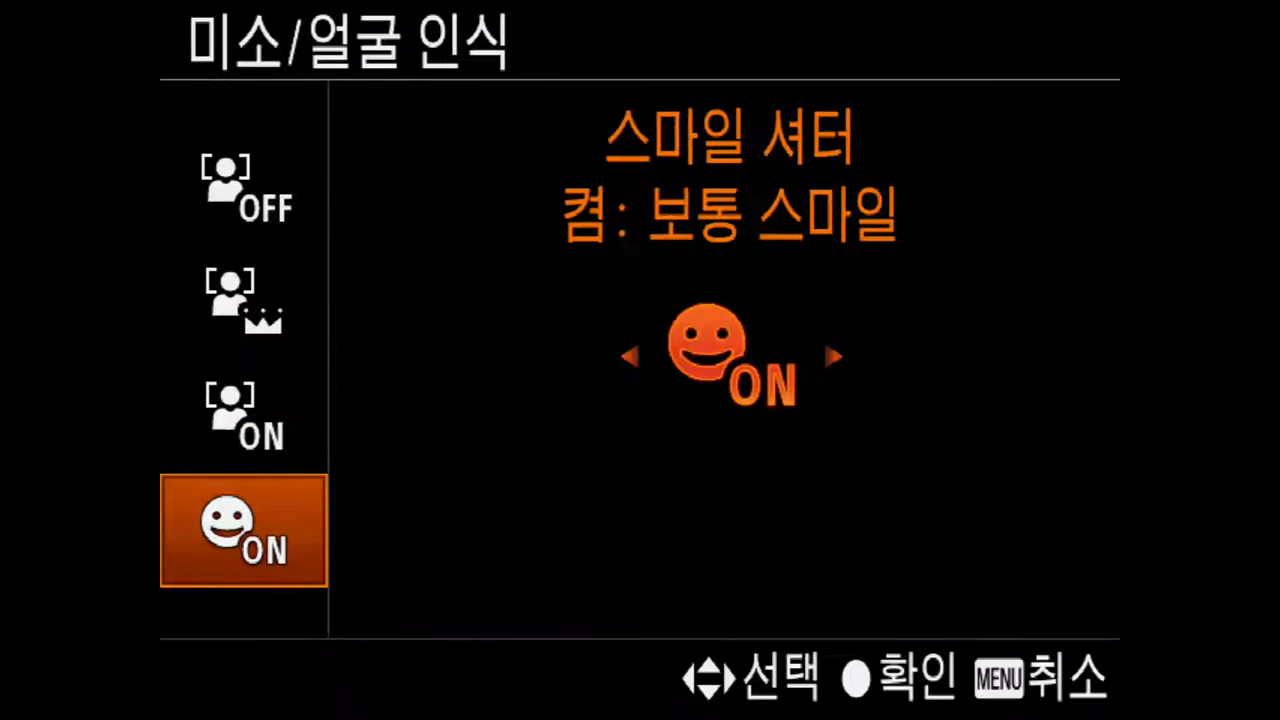 미소/얼굴 인식
스마일 셔터
켬: 보통 스마일
OFF
ON
ON
ON
선택 확인 MENU 취소